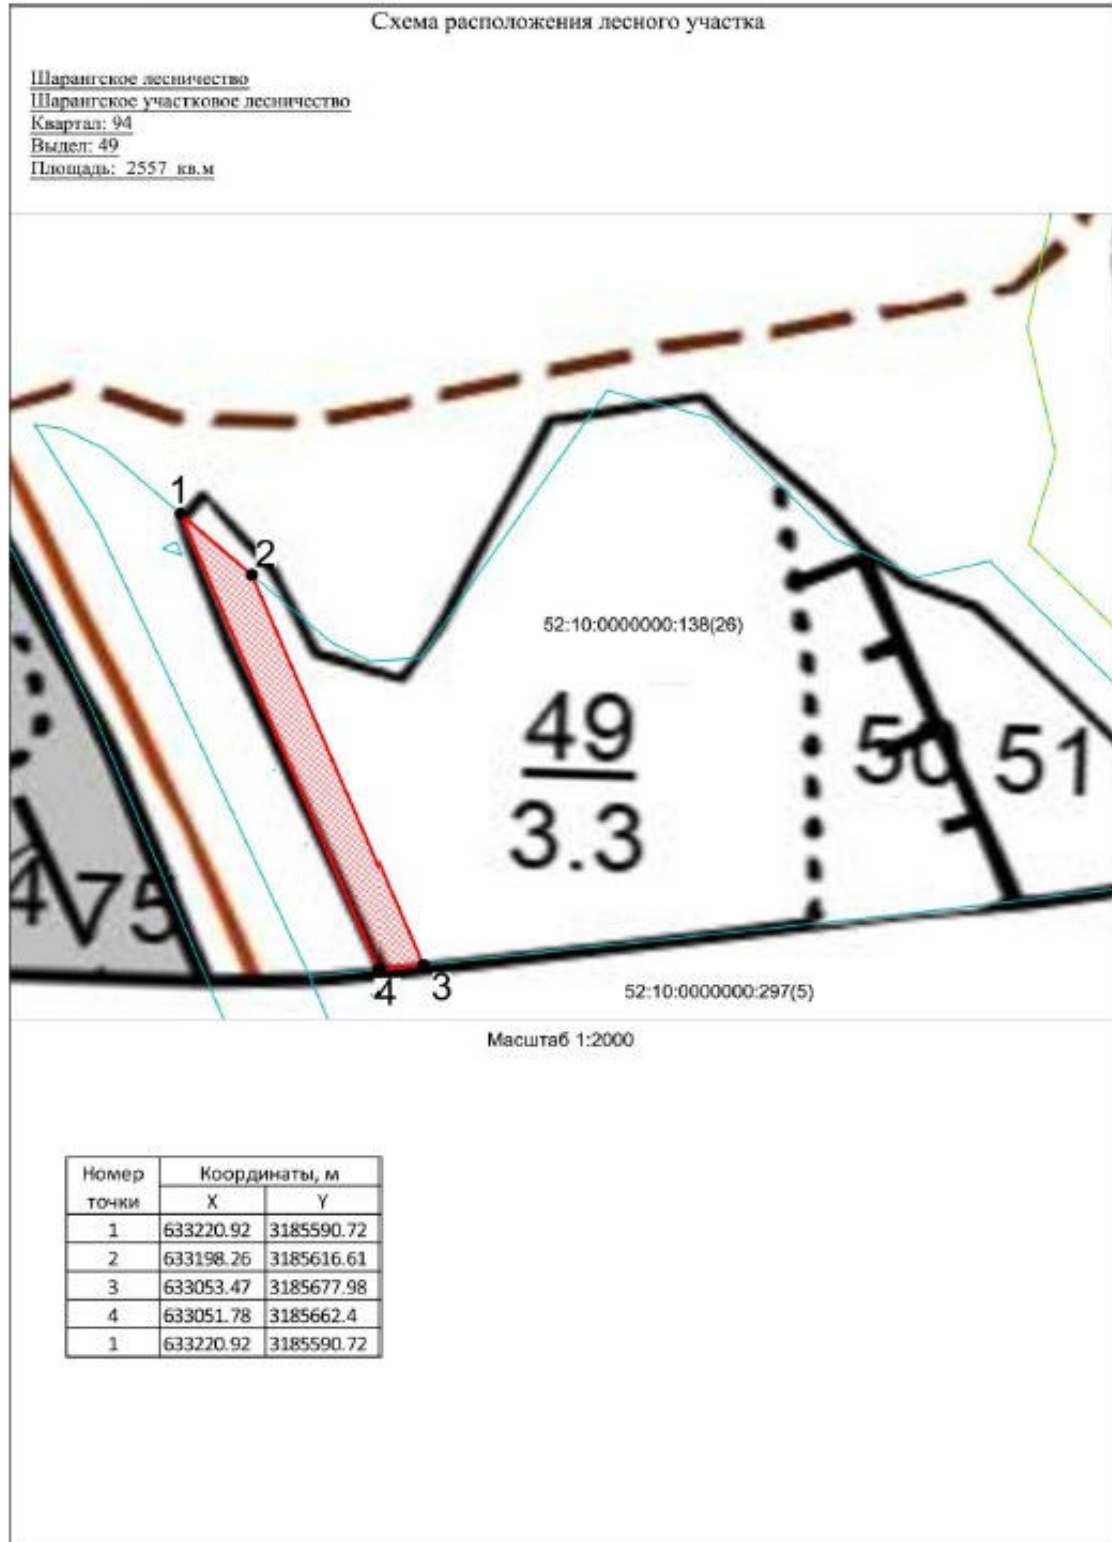 Схема расположения лесного участка
Шарангское лесничество
Шарангское участковое лесничество
Квартал: 94
Выдел: 49
Площадь: 2557 кв.м
1
2
52:10:0000000:138(26)
49
3.3
50
51
4
75
4
3
52:10:0000000:297(5)
Масштаб 1:2000
Номер точки Координаты, м
X Y
1 633220.92 3185590.72
2 633198.26 3185616.61
3 633053.47 3185677.98
4 633051.78 3185662.4
1 633220.92 3185590.72